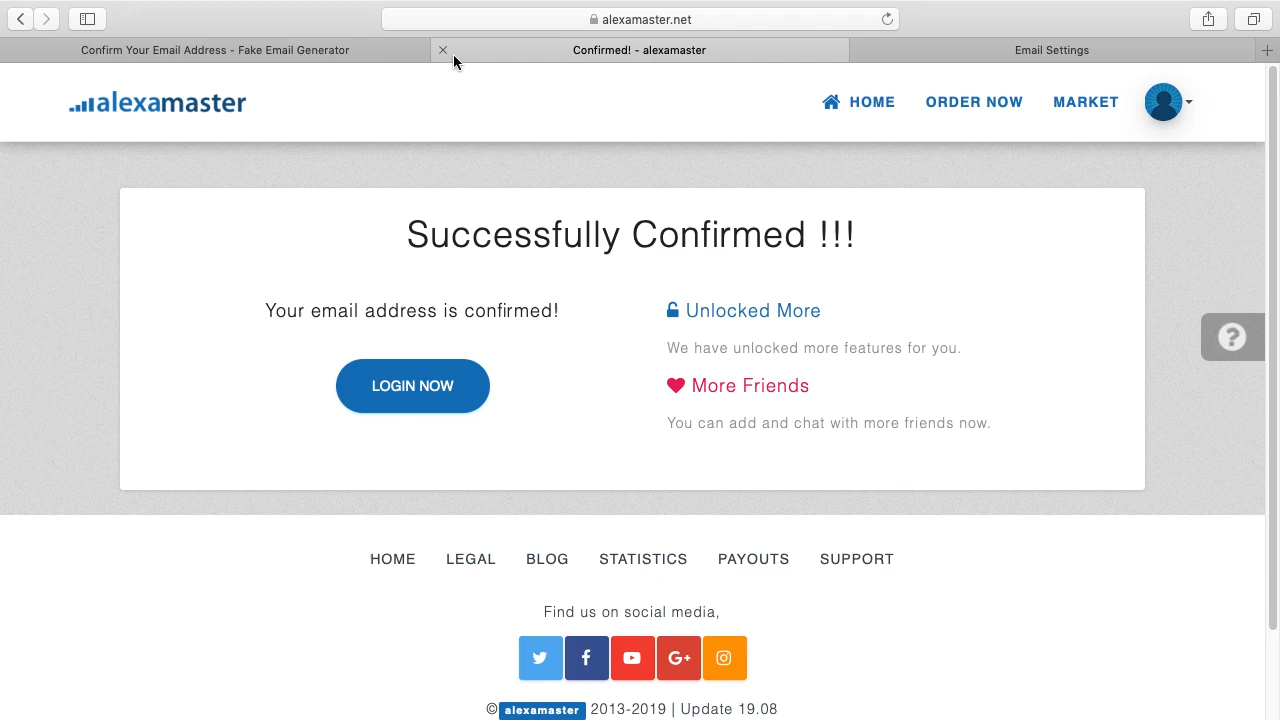 alexamaster.net
Confirm Your Email Address - Fake Email Generator
Confirmed! - alexamaster
Email Settings
alexamaster
HOME
ORDER NOW
MARKET
Successfully Confirmed !!!
Your email address is confirmed!
LOGIN NOW
Unlocked More
We have unlocked more features for you.
More Friends
You can add and chat with more friends now.
?
HOME LEGAL BLOG STATISTICS PAYOUTS SUPPORT
Find us on social media,
f G+
© alexamaster 2013-2019 | Update 19.08